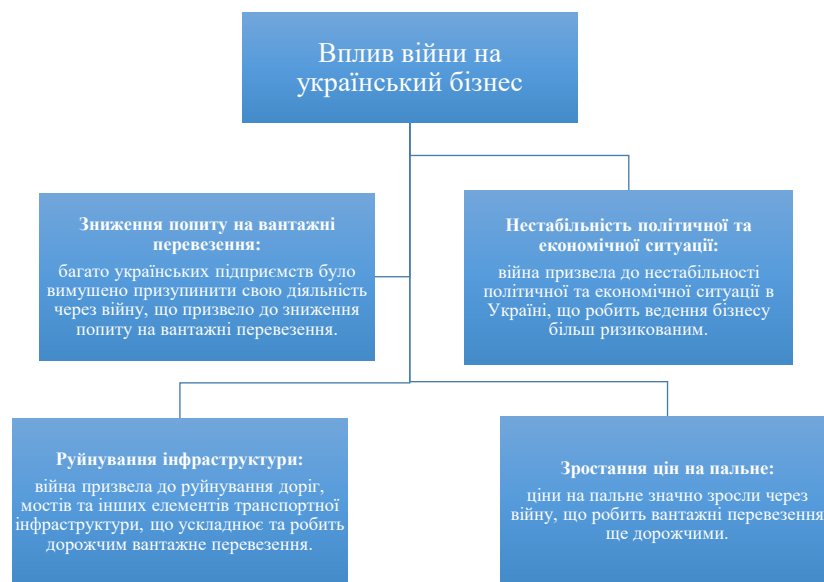 Вплив війни на
український бізнес
Зниження попиту на вантажні
перевезення:
багато українських підприємств було
вимушено призупинити свою діяльність
через війну, що призвело до зниження
попиту на вантажні перевезення.
Нестабільність політичної та
економічної ситуації:
війна призвела до нестабільності
політичної та економічної ситуації в
Україні, що робить ведення бізнесу
більш ризикованим.
Руйнування інфраструктури:
війна призвела до руйнування доріг,
мостів та інших елементів транспортної
інфраструктури, що ускладнює та робить
дорожчим вантажне перевезення.
Зростання цін на пальне:
ціни на пальне значно зросли через
війну, що робить вантажні перевезення
ще дорожчими.